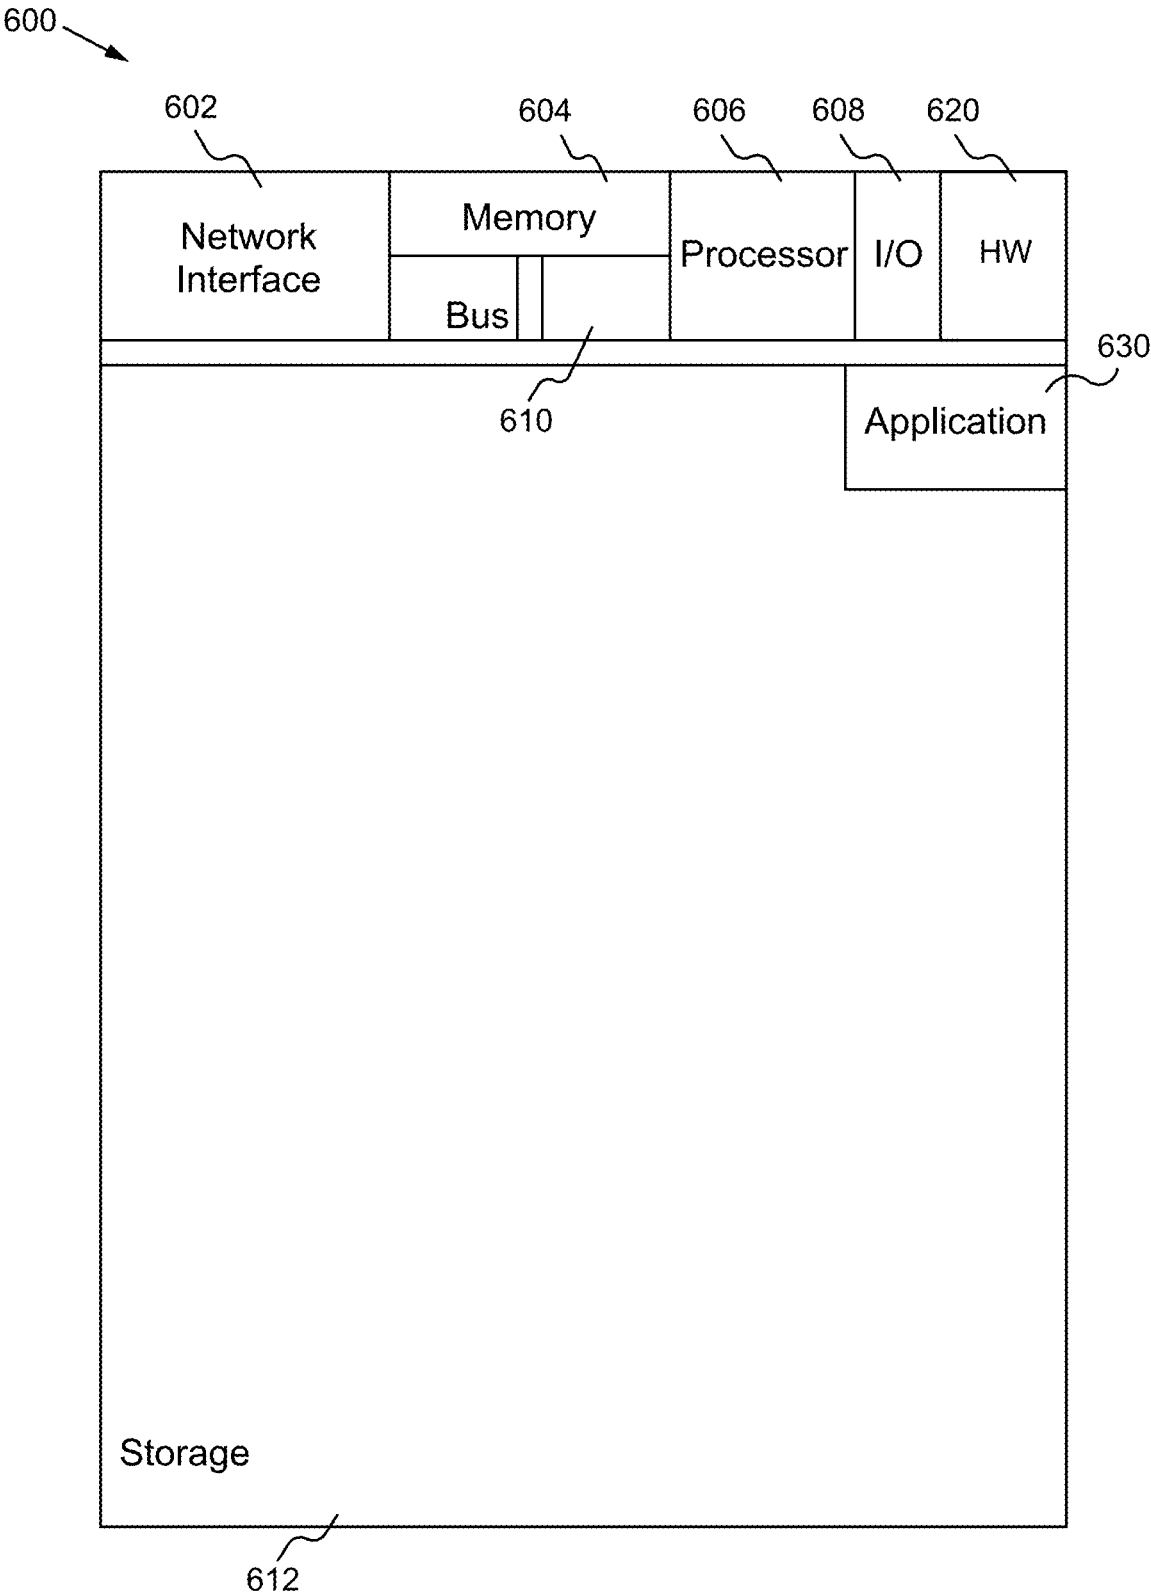 600
602
604
606
608
620
Network
Interface
Memory
Processor
I/O
HW
Bus
630
610
Application
Storage
612